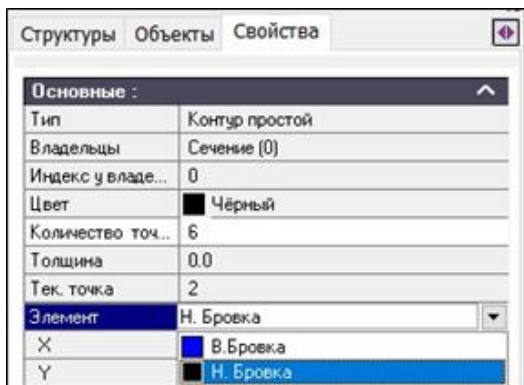 Структуры Объекты Свойства
Основные :
Тип Контур простой
Владельцы Сечение (0)
Индекс у владе... 0
Цвет Чёрный
Количество точ... 6
Толщина 0.0
Тек. точка 2
Элемент Н. Бровка
X В.Бровка
Y Н. Бровка